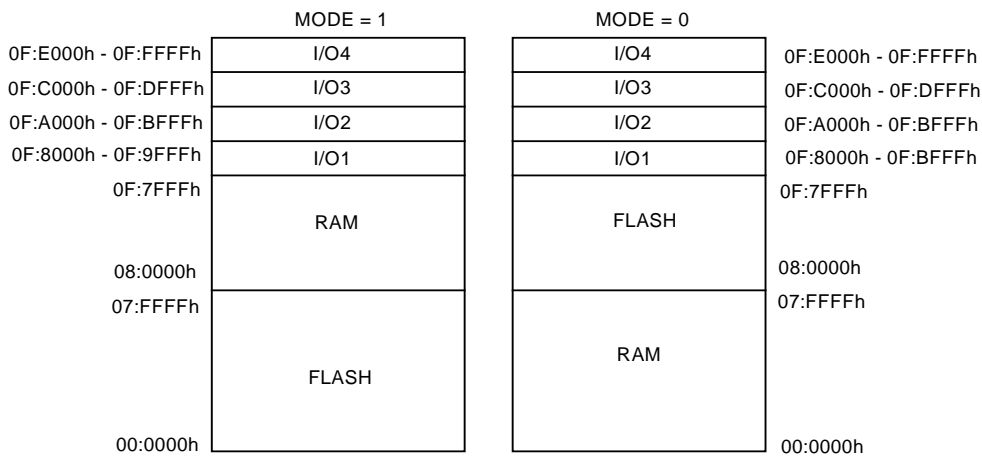 MODE = 1 MODE = 0
0F:E000h - 0F:FFFFh I/O4 I/O4 0F:E000h - 0F:FFFFh
0F:C000h - 0F:DFFFh I/O3 I/O3 0F:C000h - 0F:DFFFh
0F:A000h - 0F:BFFFh I/O2 I/O2 0F:A000h - 0F:BFFFh
0F:8000h - 0F:9FFFh I/O1 I/O1 0F:8000h - 0F:BFFFh
0F:7FFFh 0F:7FFFh
RAM FLASH
08:0000h 08:0000h
07:FFFFh 07:FFFFh
FLASH RAM
00:0000h 00:0000h